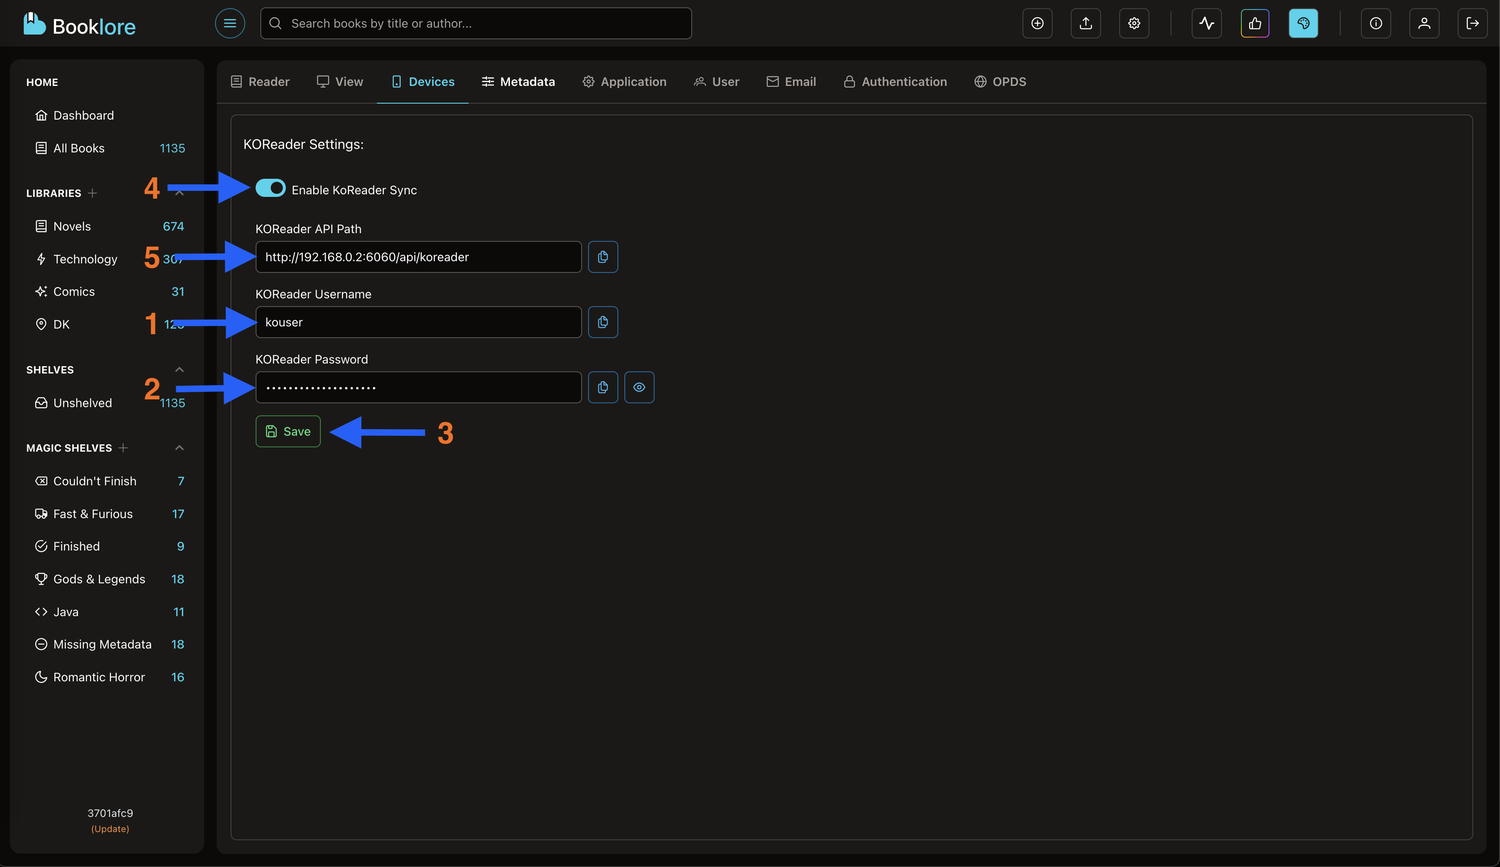 Booklore
Search books by title or author...
HOME
Dashboard
All Books 1135
LIBRARIES
Novels 674
Technology
Comics 31
DK
SHELVES
Unshelved 1135
MAGIC SHELVES
Couldn't Finish 7
Fast & Furious 17
Finished 9
Gods & Legends 18
Java 11
Missing Metadata 18
Romantic Horror 16
3701afc9
(Update)
Reader View Devices Metadata Application User Email Authentication OPDS
KOReader Settings:
4 Enable KoReader Sync
KOReader API Path
5 http://192.168.0.2:6060/api/koreader
KOReader Username
1 kouser
KOReader Password
2 ••••••••••••••••••••
Save 3